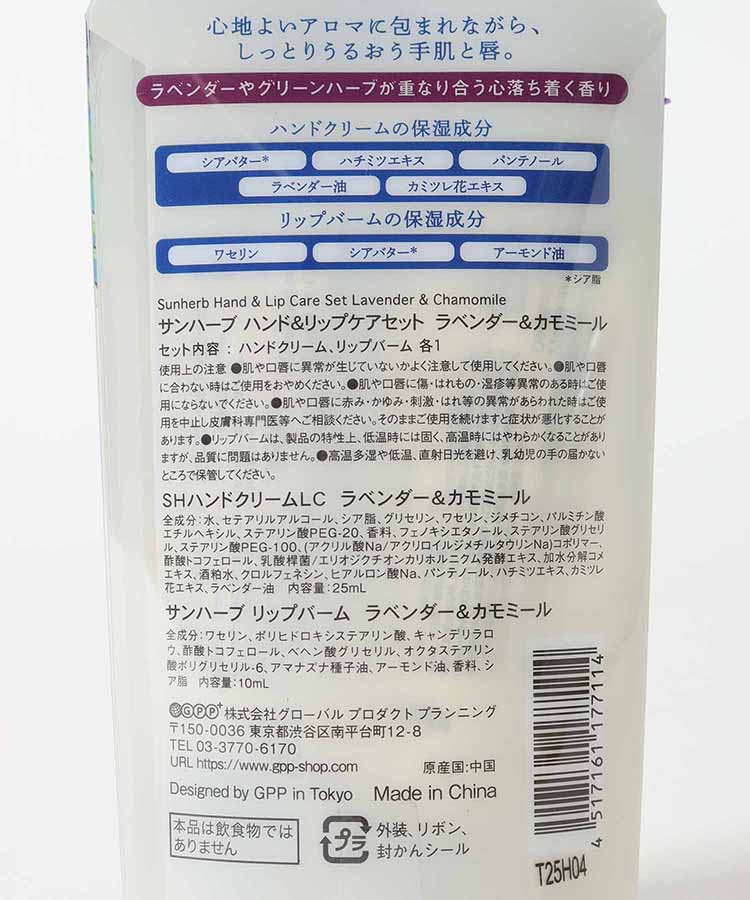 心地よいアロマに包まれながら、
しっとりうるおう手肌と唇。
ラベンダーやグリーンハーブが重なり合う心落ち着く香り
ハンドクリームの保湿成分
シアバター* ハチミツエキス パンテノール
ラベンダー油 カミツレ花エキス
リップバームの保湿成分
ワセリン シアバター* アーモンド油
*シア脂
Sunherb Hand & Lip Care Set Lavender & Chamomile
サンハーブ ハンド&リップケアセット ラベンダー&カモミール
セット内容 : ハンドクリーム、リップバーム 各1
使用上の注意 ●肌や口唇に異常が生じていないかよく注意して使用してください。●肌や口唇
に合わない時はご使用をおやめください。●肌や口唇に傷・はれもの・湿疹等異常のある時はご使
用にならないでください。●肌や口唇に赤み・かゆみ・刺激・はれ等の異常があらわれた時はご使
用を中止し皮膚科専門医等へご相談ください。そのままご使用を続けますと症状が悪化することが
あります。●リップバームは、製品の特性上、低温時には固く、高温時にはやわらかくなることがあり
ますが、品質に問題はありません。●高温多湿や低温、直射日光を避け、乳幼児の手の届かない
ところで保管してください。
SHハンドクリームLC ラベンダー&カモミール
全成分:水、セテアリルアルコール、シア脂、グリセリン、ワセリン、ジメチコン、パルミチン酸
エチルヘキシル、ステアリン酸PEG-20、香料、フェノキシエタノール、ステアリン酸グリセリ
ル、ステアリン酸PEG-100、(アクリル酸Na/アクリロイルジメチルタウリンNa)コポリマー、
酢酸トコフェロール、乳酸桿菌/エリオジクチオンカリホルニクム発酵エキス、加水分解コメ
エキス、酒粕水、クロルフェネシン、ヒアルロン酸Na、パンテノール、ハチミツエキス、カミツレ
花エキス、ラベンダー油 内容量:25mL
サンハーブ リップバーム ラベンダー&カモミール
全成分:ワセリン、ポリヒドロキシステアリン酸、キャンデリラロ
ウ、酢酸トコフェロール、ベヘン酸グリセリル、オクタステアリン
酸ポリグリセリル-6、アマナズナ種子油、アーモンド油、香料、シ
ア脂 内容量:10mL
GPP+ 株式会社グローバル プロダクト プランニング
〒150-0036 東京都渋谷区南平台町12-8
TEL 03-3770-6170
URL https://www.gpp-shop.com 原産国:中国
Designed by GPP in Tokyo Made in China
本品は飲食物では
ありません
プラ
外装、リボン、
封かんシール
4517161177114
T25H04